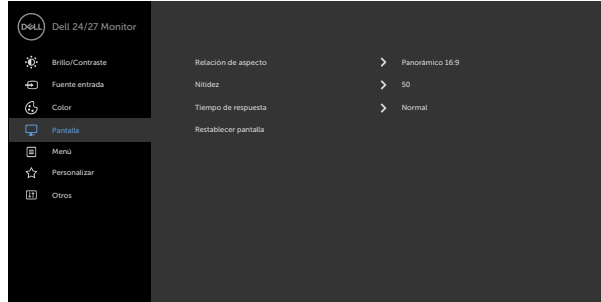 DELL Dell 24/27 Monitor
Brillo/Contraste
Fuente entrada
Color
Pantalla
Menú
Personalizar
Otros
Relación de aspecto Panorámico 16:9
Nitidez 50
Tiempo de respuesta Normal
Restablecer pantalla